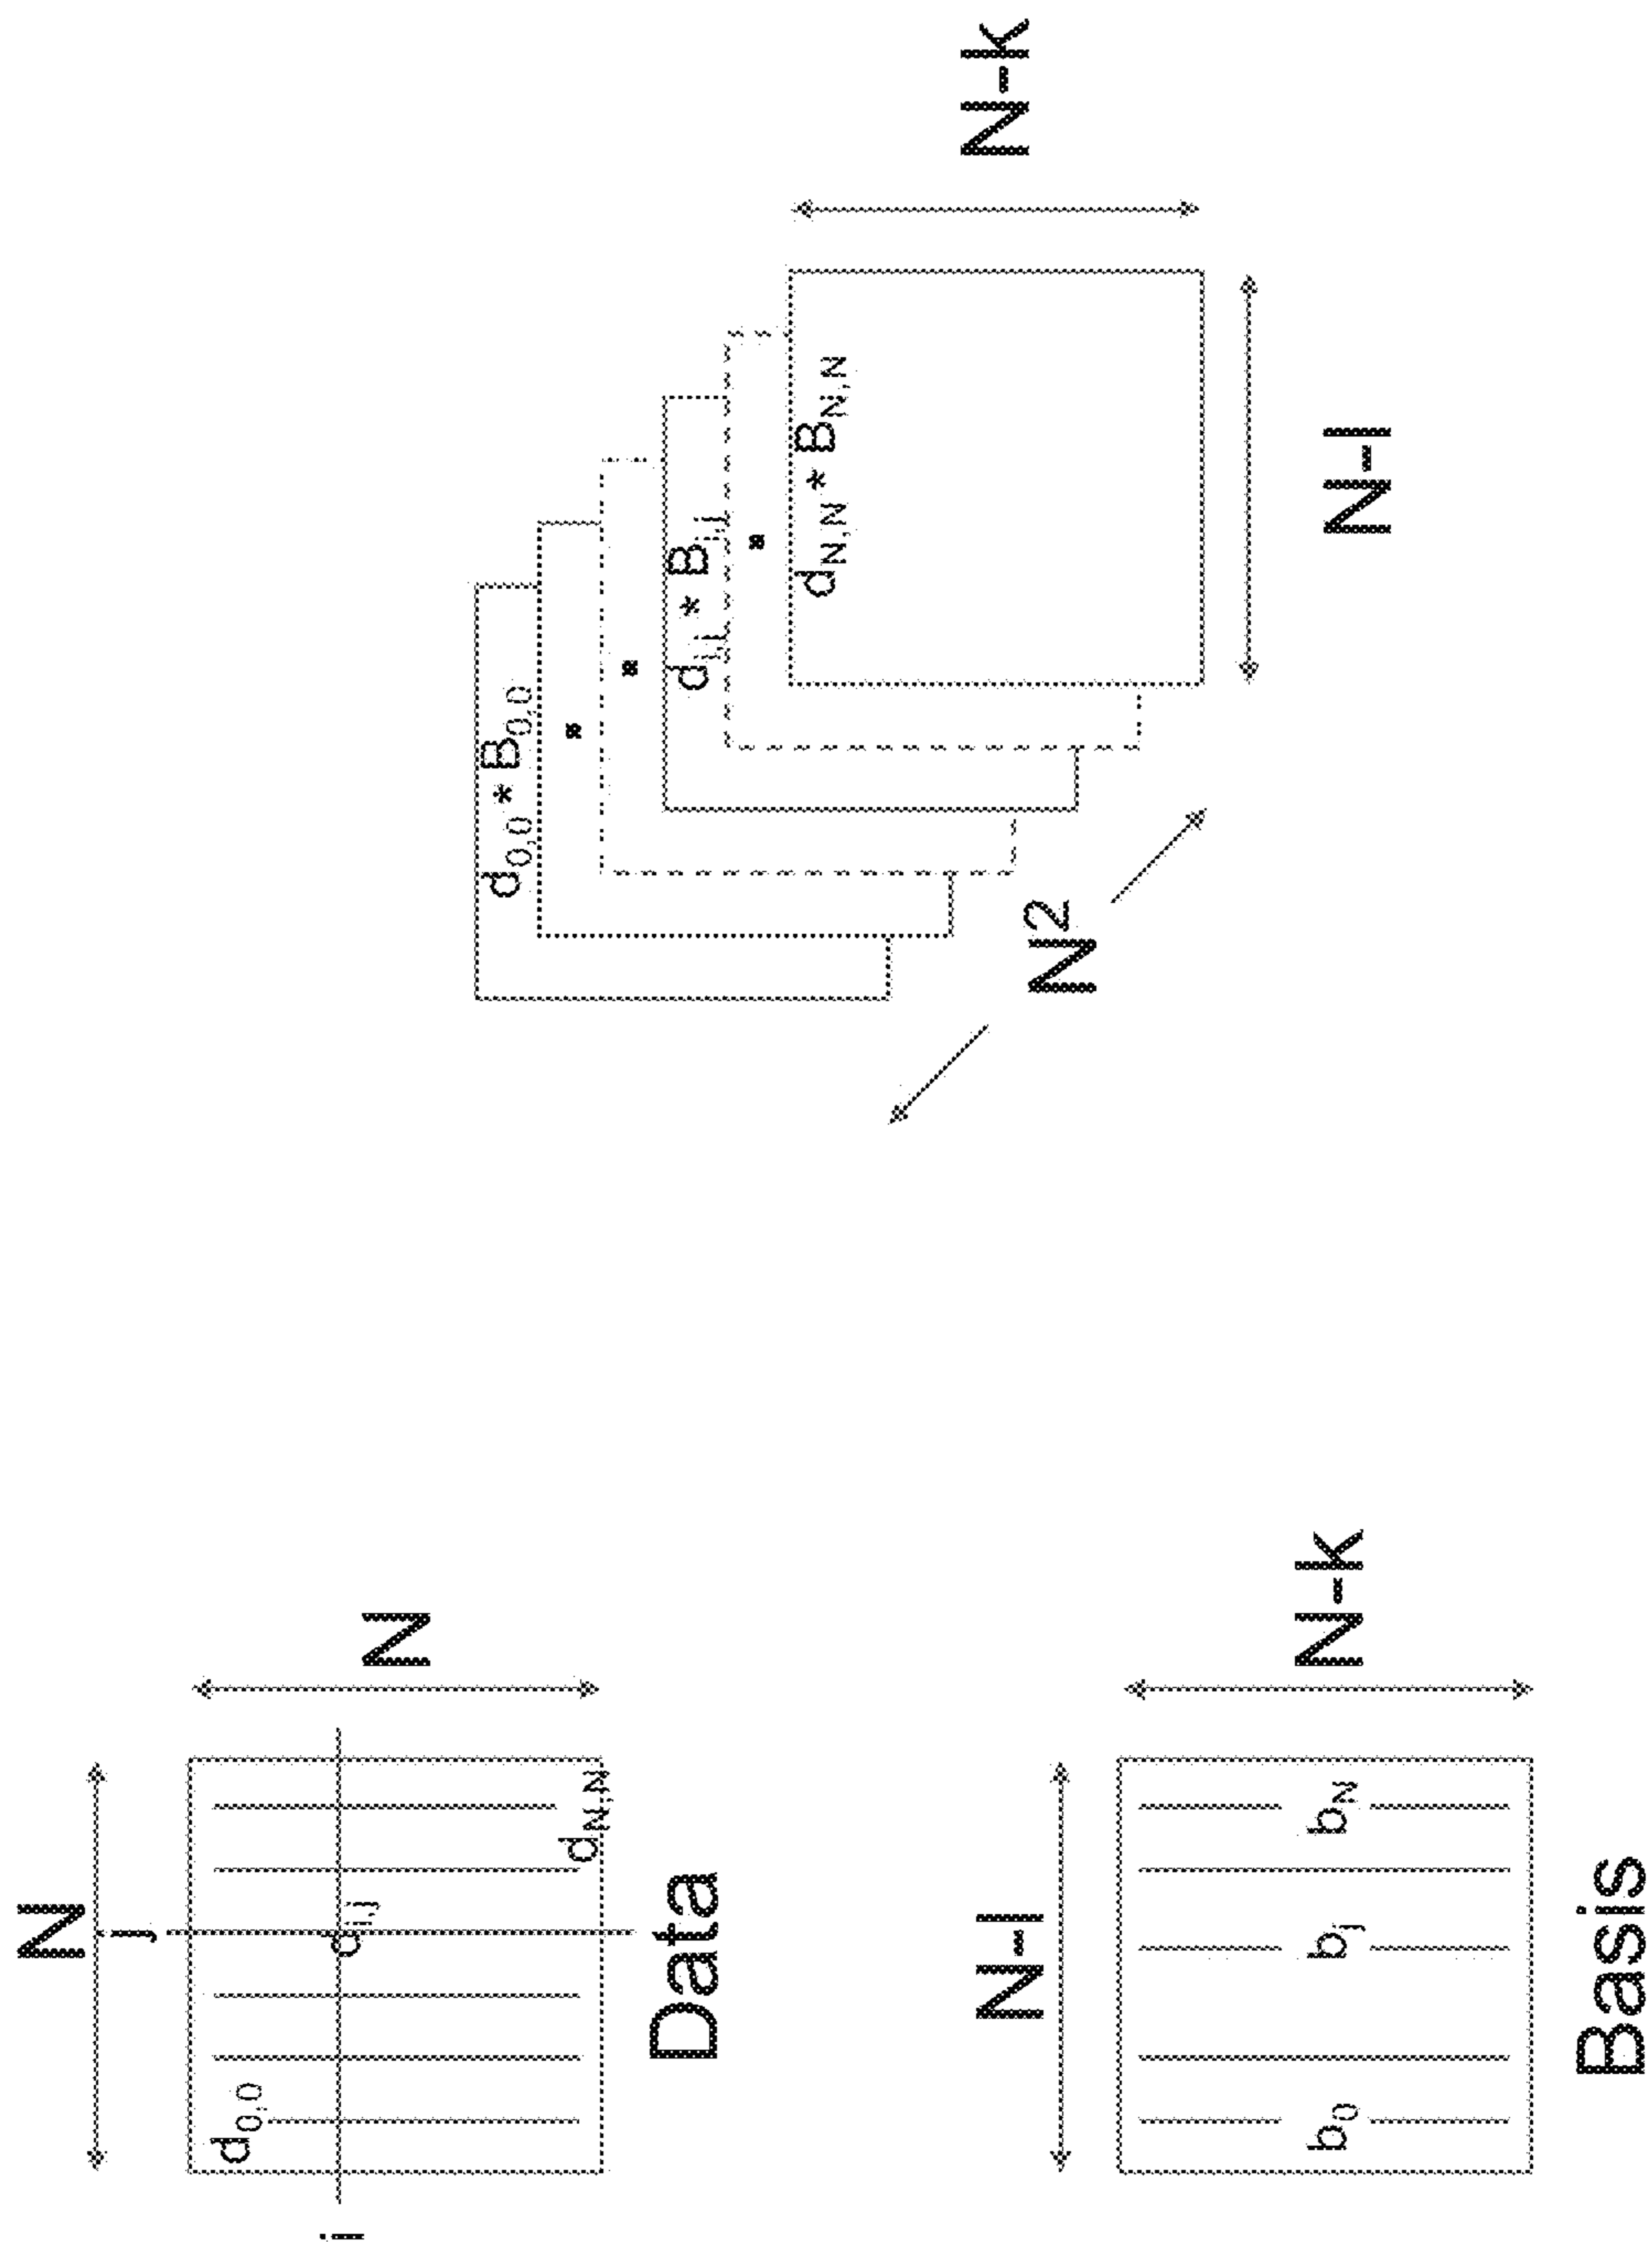 N
j
i
d0,0
di,j
dN,N
N
Data
N-l
b0
bj
bN
N-k
Basis
d0,0 * B0,0
di,j * Bi,j
dN,N * BN,N
N-k
N-l
N2